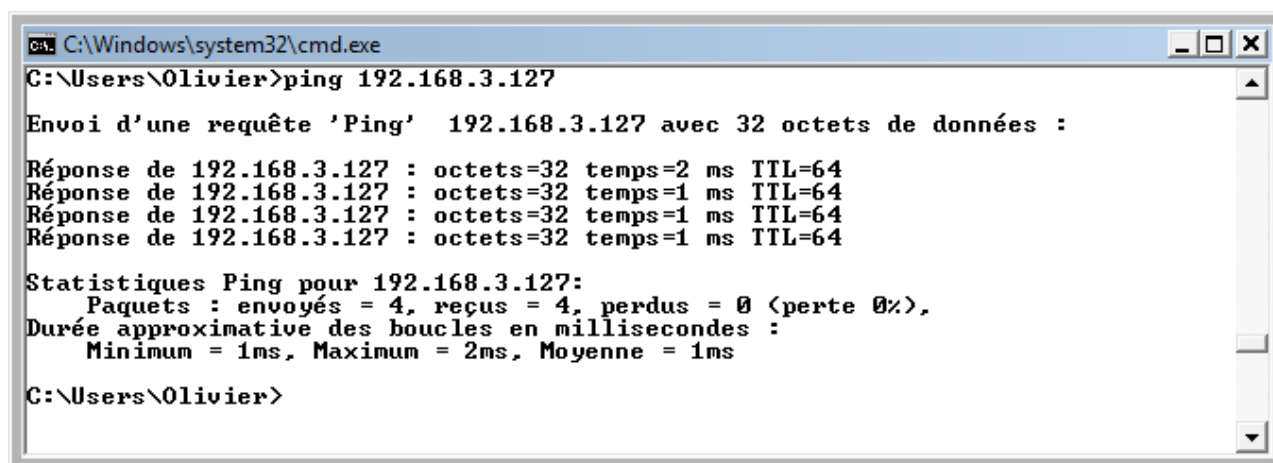 C:\Windows\system32\cmd.exe
C:\Users\Olivier>ping 192.168.3.127
Envoi d'une requête 'Ping'  192.168.3.127 avec 32 octets de données :
Réponse de 192.168.3.127 : octets=32 temps=2 ms TTL=64
Réponse de 192.168.3.127 : octets=32 temps=1 ms TTL=64
Réponse de 192.168.3.127 : octets=32 temps=1 ms TTL=64
Réponse de 192.168.3.127 : octets=32 temps=1 ms TTL=64
Statistiques Ping pour 192.168.3.127:
    Paquets : envoyés = 4, reçus = 4, perdus = 0 (perte 0%),
Durée approximative des boucles en millisecondes :
    Minimum = 1ms, Maximum = 2ms, Moyenne = 1ms
C:\Users\Olivier>